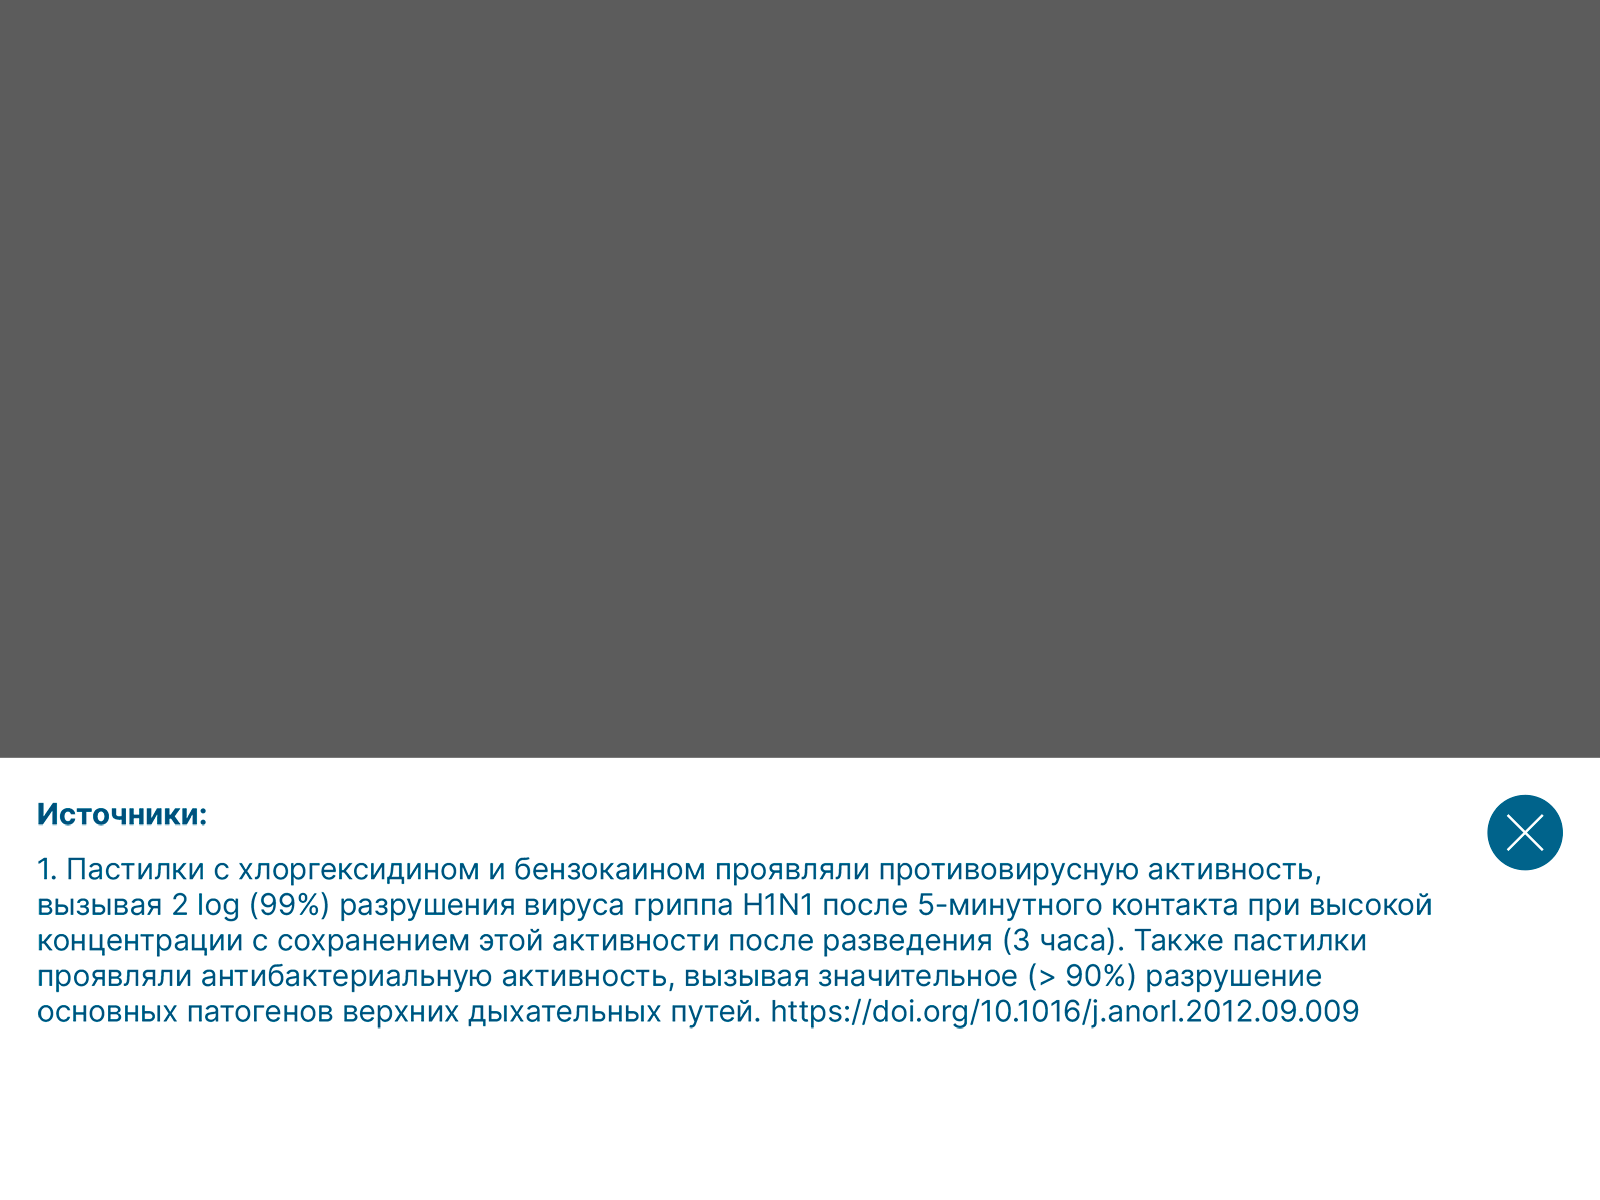 Источники:
1. Пастилки с хлоргексидином и бензокаином проявляли противовирусную активность,
вызывая 2 log (99%) разрушения вируса гриппа H1N1 после 5-минутного контакта при высокой
концентрации с сохранением этой активности после разведения (3 часа). Также пастилки
проявляли антибактериальную активность, вызывая значительное (> 90%) разрушение
основных патогенов верхних дыхательных путей. https://doi.org/10.1016/j.anorl.2012.09.009